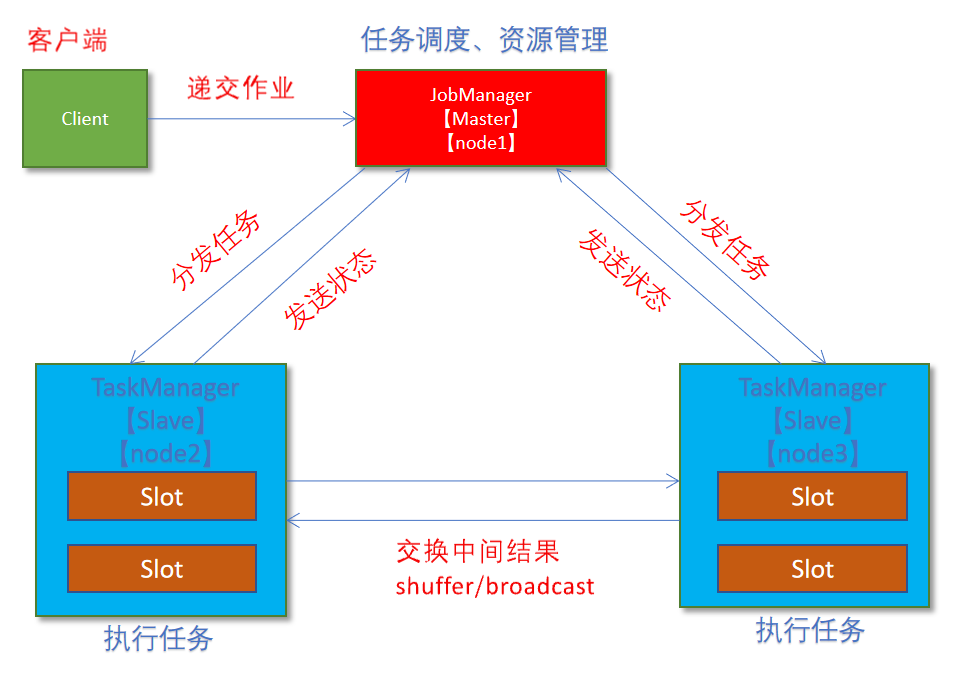 客户端
任务调度、资源管理
Client
递交作业
JobManager
【Master】
【node1】
分发任务
发送状态
发送状态
分发任务
TaskManager
【Slave】
【node2】
Slot
Slot
执行任务
交换中间结果
shuffer/broadcast
TaskManager
【Slave】
【node3】
Slot
Slot
执行任务